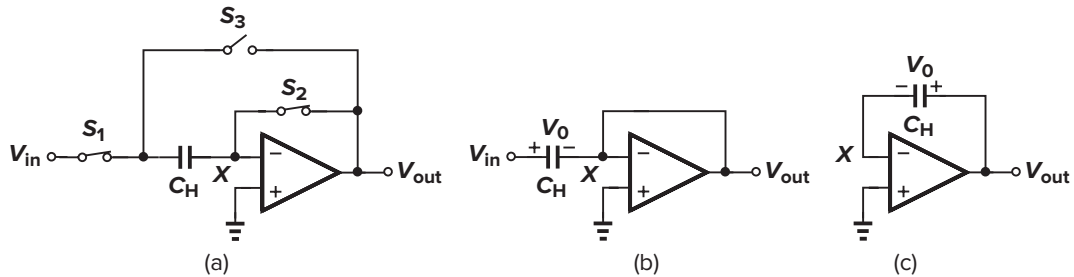 S3
S2
S1
Vin
CH
X
−
+
Vout
(a)
V0
+ −
Vin
CH
X
−
+
Vout
(b)
V0
− +
CH
X
−
+
Vout
(c)